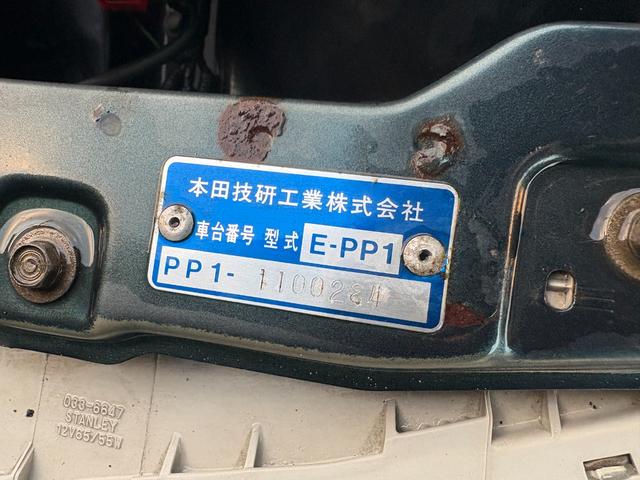 本田技研工業株式会社
車台番号 型式 E-PP1
PP1- 1100284
033-6647
STANLEY
12V65/55W